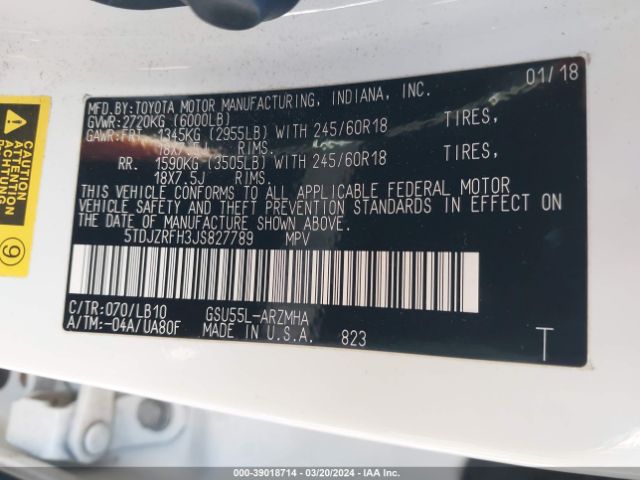 MFD.BY:TOYOTA MOTOR MANUFACTURING, INDIANA, INC. 01/18
GVWR:2720KG (6000LB)
GAWR:FRT. 1345KG (2955LB) WITH 245/60R18 TIRES,
18X7.5J RIMS.
RR. 1590KG (3505LB) WITH 245/60R18 TIRES,
18X7.5J RIMS.
THIS VEHICLE CONFORMS TO ALL APPLICABLE FEDERAL MOTOR
VEHICLE SAFETY AND THEFT PREVENTION STANDARDS IN EFFECT ON
THE DATE OF MANUFACTURE SHOWN ABOVE.
5TDJZRFH3JS827789 MPV
C/TR:070/LB10 GSU55L-ARZMHA
A/TM:-04A/UA80F MADE IN U.S.A. 823 T
CAUTION
Achtung
9
000-39018714 - 03/20/2024 - IAA Inc.